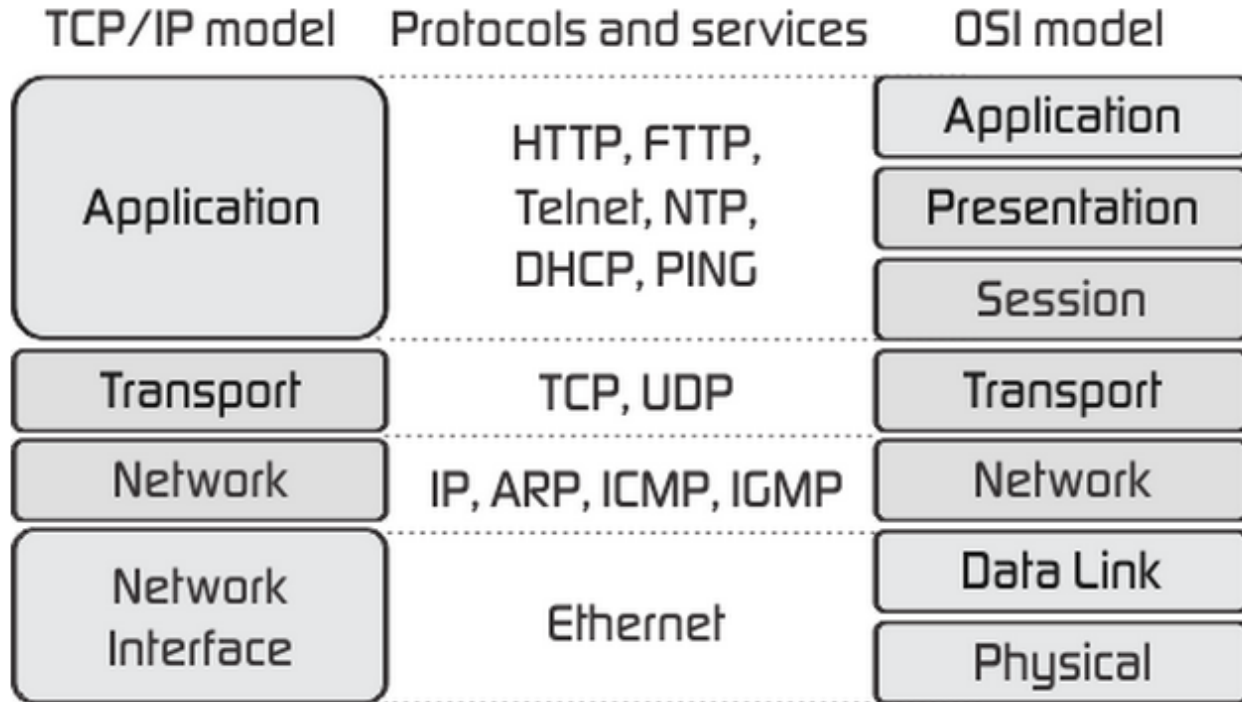 TCP/IP model
Protocols and services
OSI model
Application
HTTP, FTTP,
Telnet, NTP,
DHCP, PING
Application
Presentation
Session
Transport
TCP, UDP
Transport
Network
IP, ARP, ICMP, IGMP
Network
Network
Interface
Ethernet
Data Link
Physical